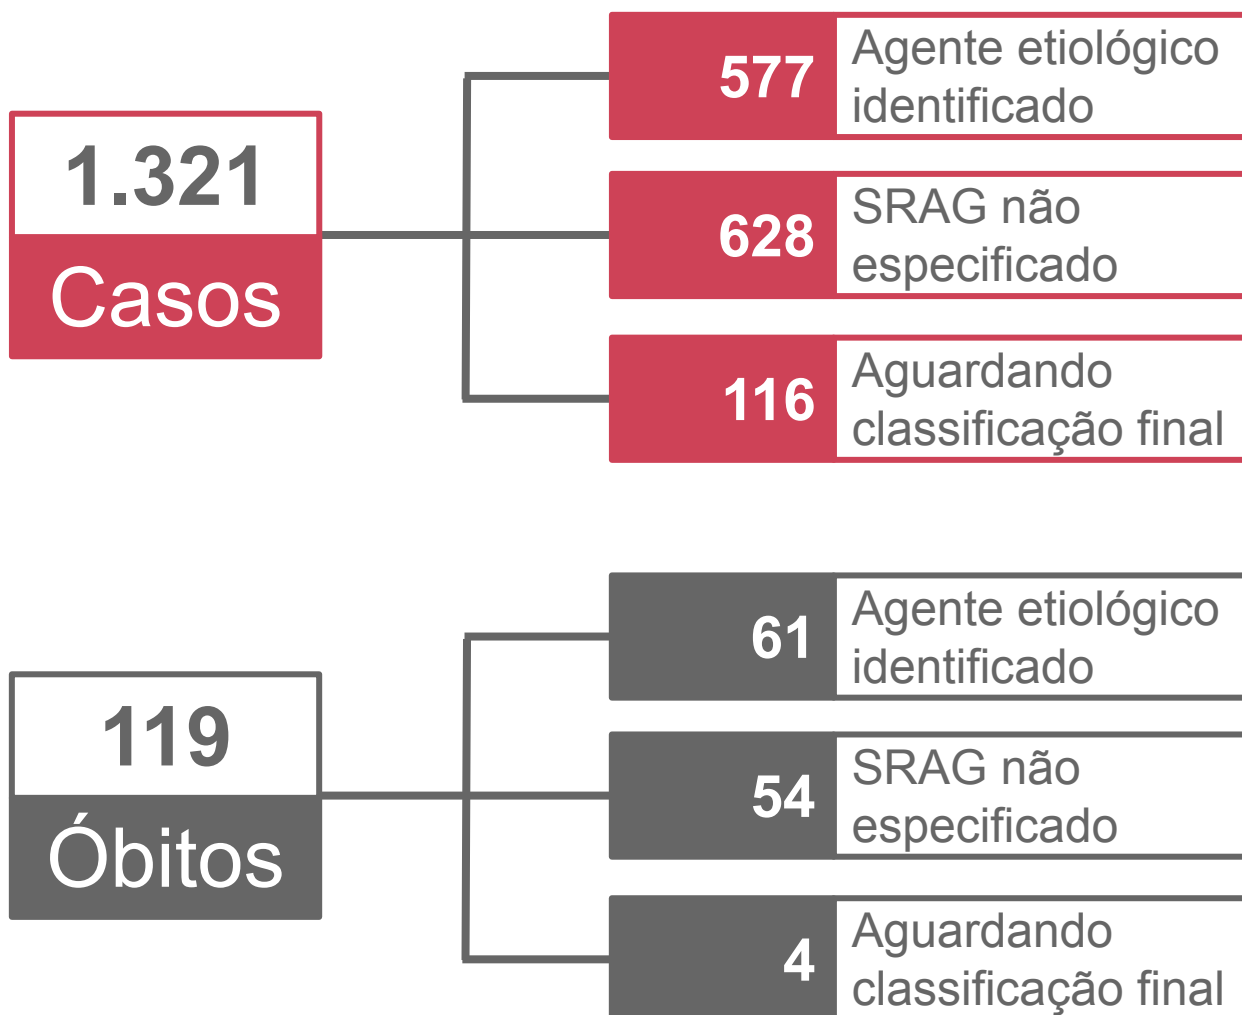 1.321
Casos
577
Agente etiológico
identificado
628
SRAG não
especificado
116
Aguardando
classificação final
119
Óbitos
61
Agente etiológico
identificado
54
SRAG não
especificado
4
Aguardando
classificação final